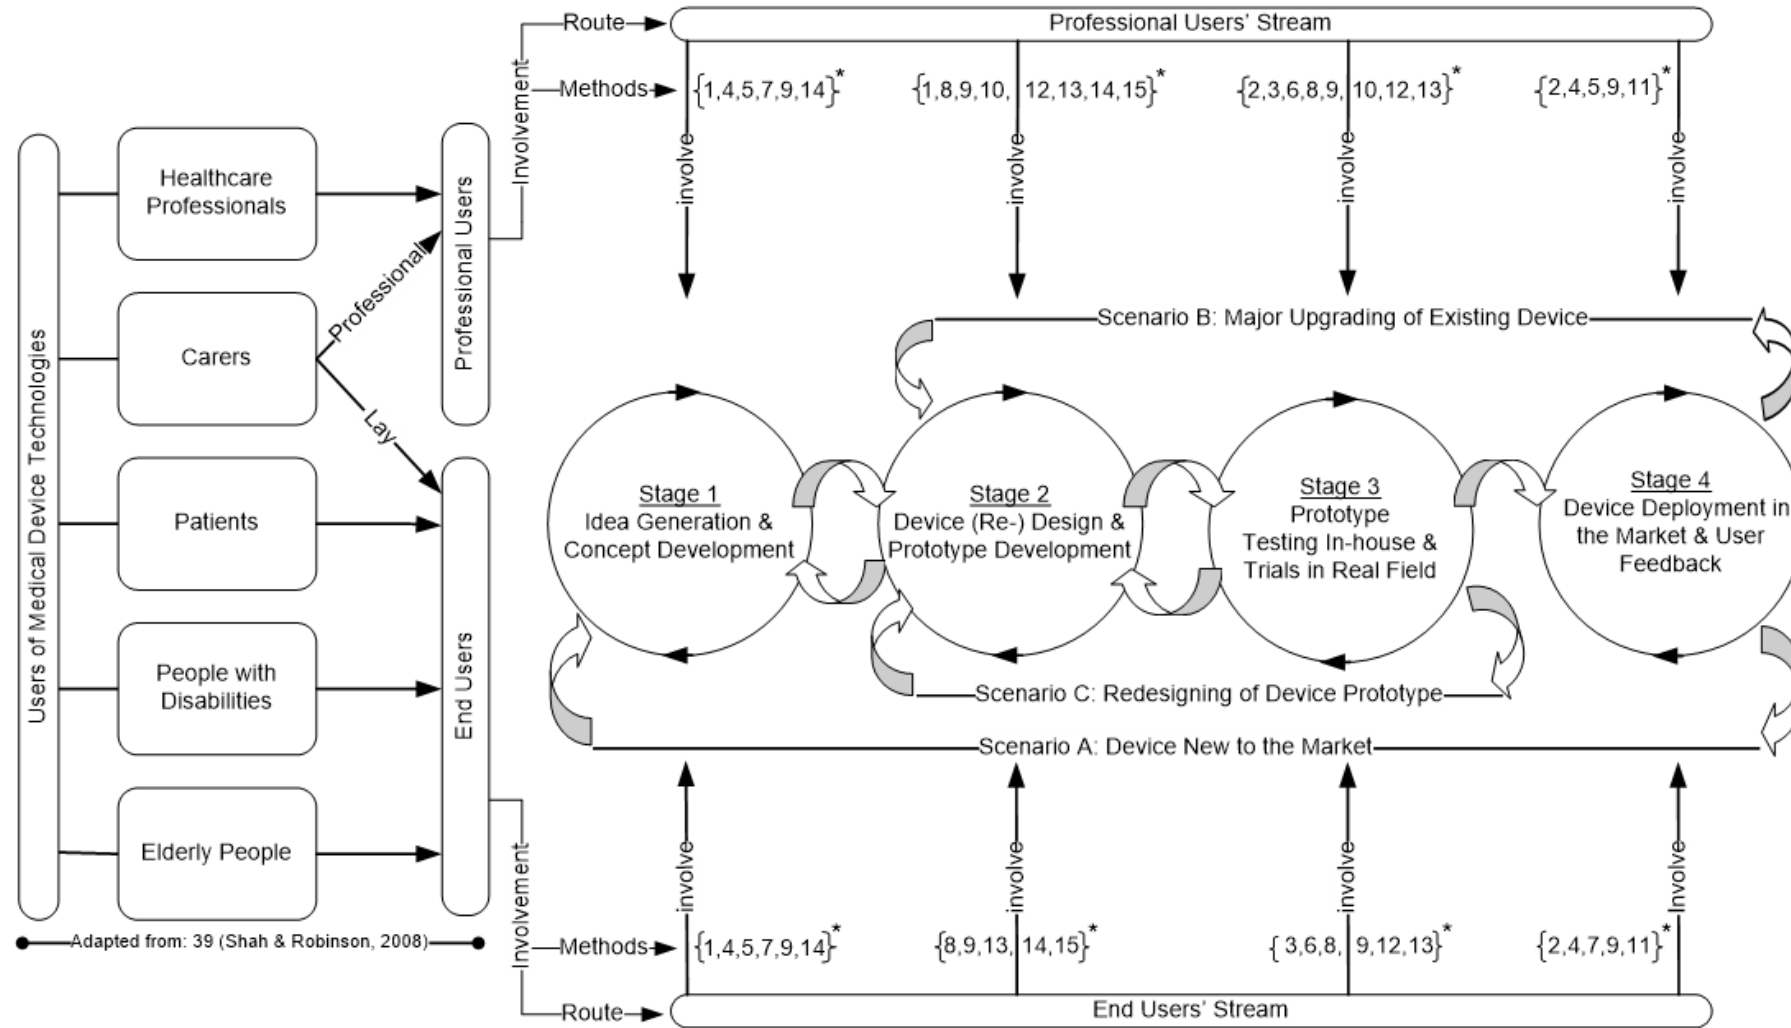 Users of Medical Device Technologies
Healthcare
Professionals
Carers
Patients
People with
Disabilities
Elderly People
Adapted from: 39 (Shah & Robinson, 2008)
Professional
Lay
Professional Users
End Users
Involvement
Route
Methods
Professional Users' Stream
{1,4,5,7,9,14}*
{1,8,9,10, 12,13,14,15}*
{2,3,6,8,9, 10,12,13}*
{2,4,5,9,11}*
involve
involve
involve
involve
Scenario B: Major Upgrading of Existing Device
Stage 1
Idea Generation &
Concept Development
Stage 2
Device (Re-) Design &
Prototype Development
Stage 3
Prototype
Testing In-house &
Trials in Real Field
Stage 4
Device Deployment in
the Market & User
Feedback
Scenario C: Redesigning of Device Prototype
Scenario A: Device New to the Market
involve
involve
involve
Involve
Involvement
Methods
{1,4,5,7,9,14}*
{8,9,13, 14,15}*
{3,6,8, 9,12,13}*
{2,4,7,9,11}*
Route
End Users' Stream